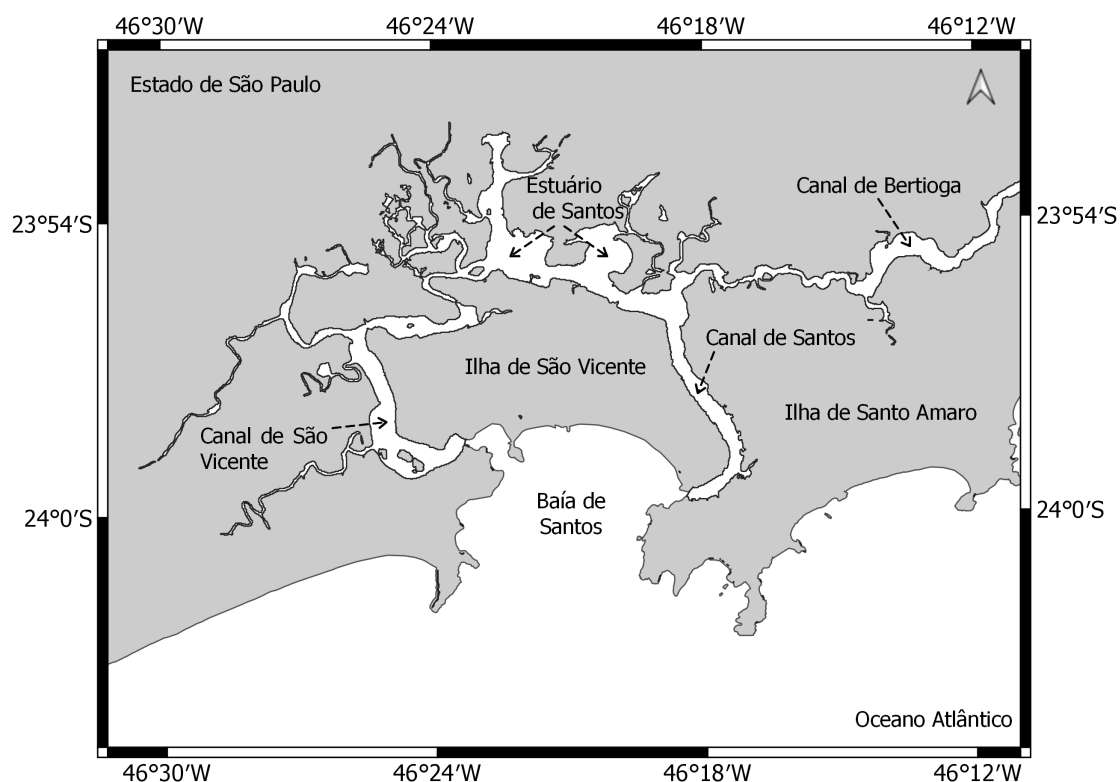 46°30′W 46°24′W 46°18′W 46°12′W
Estado de São Paulo
Estuário
de Santos
Canal de Bertioga
23°54′S
23°54′S
Canal de Santos
Ilha de São Vicente
Ilha de Santo Amaro
Canal de São
Vicente
Baía de
Santos
24°0′S
24°0′S
Oceano Atlântico
46°30′W 46°24′W 46°18′W 46°12′W